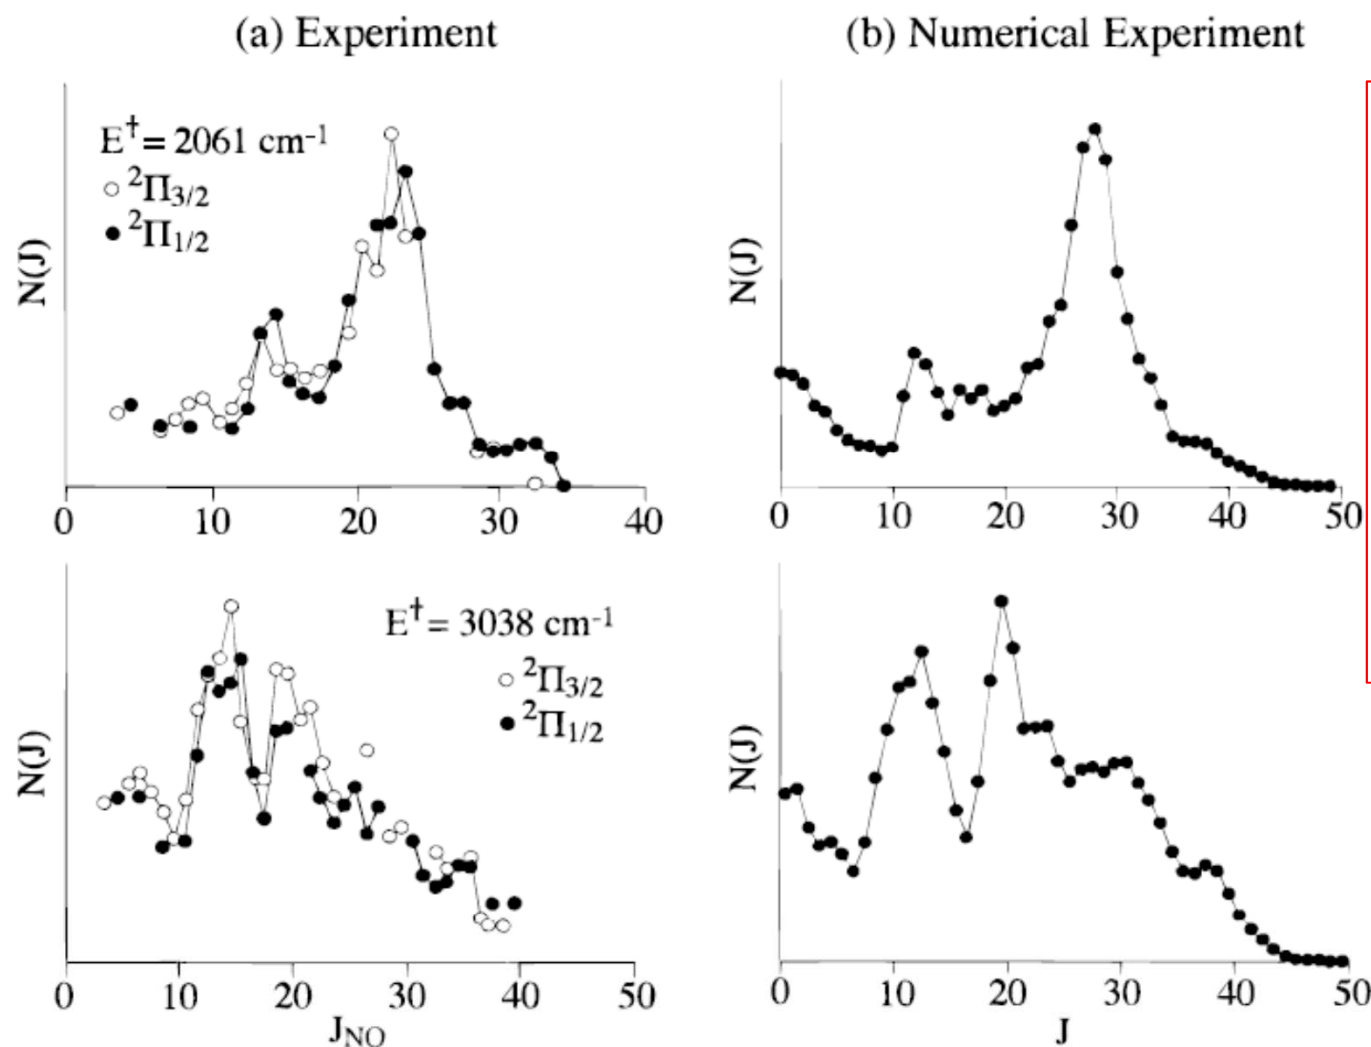 (a) Experiment
(b) Numerical Experiment
E† = 2061 cm⁻¹
○ ²Π₃/₂
● ²Π₁/₂
N(J)
0 10 20 30 40
N(J)
0 10 20 30 40 50
E† = 3038 cm⁻¹
○ ²Π₃/₂
● ²Π₁/₂
N(J)
0 10 20 30 40 50
J_NO
N(J)
0 10 20 30 40 50
J